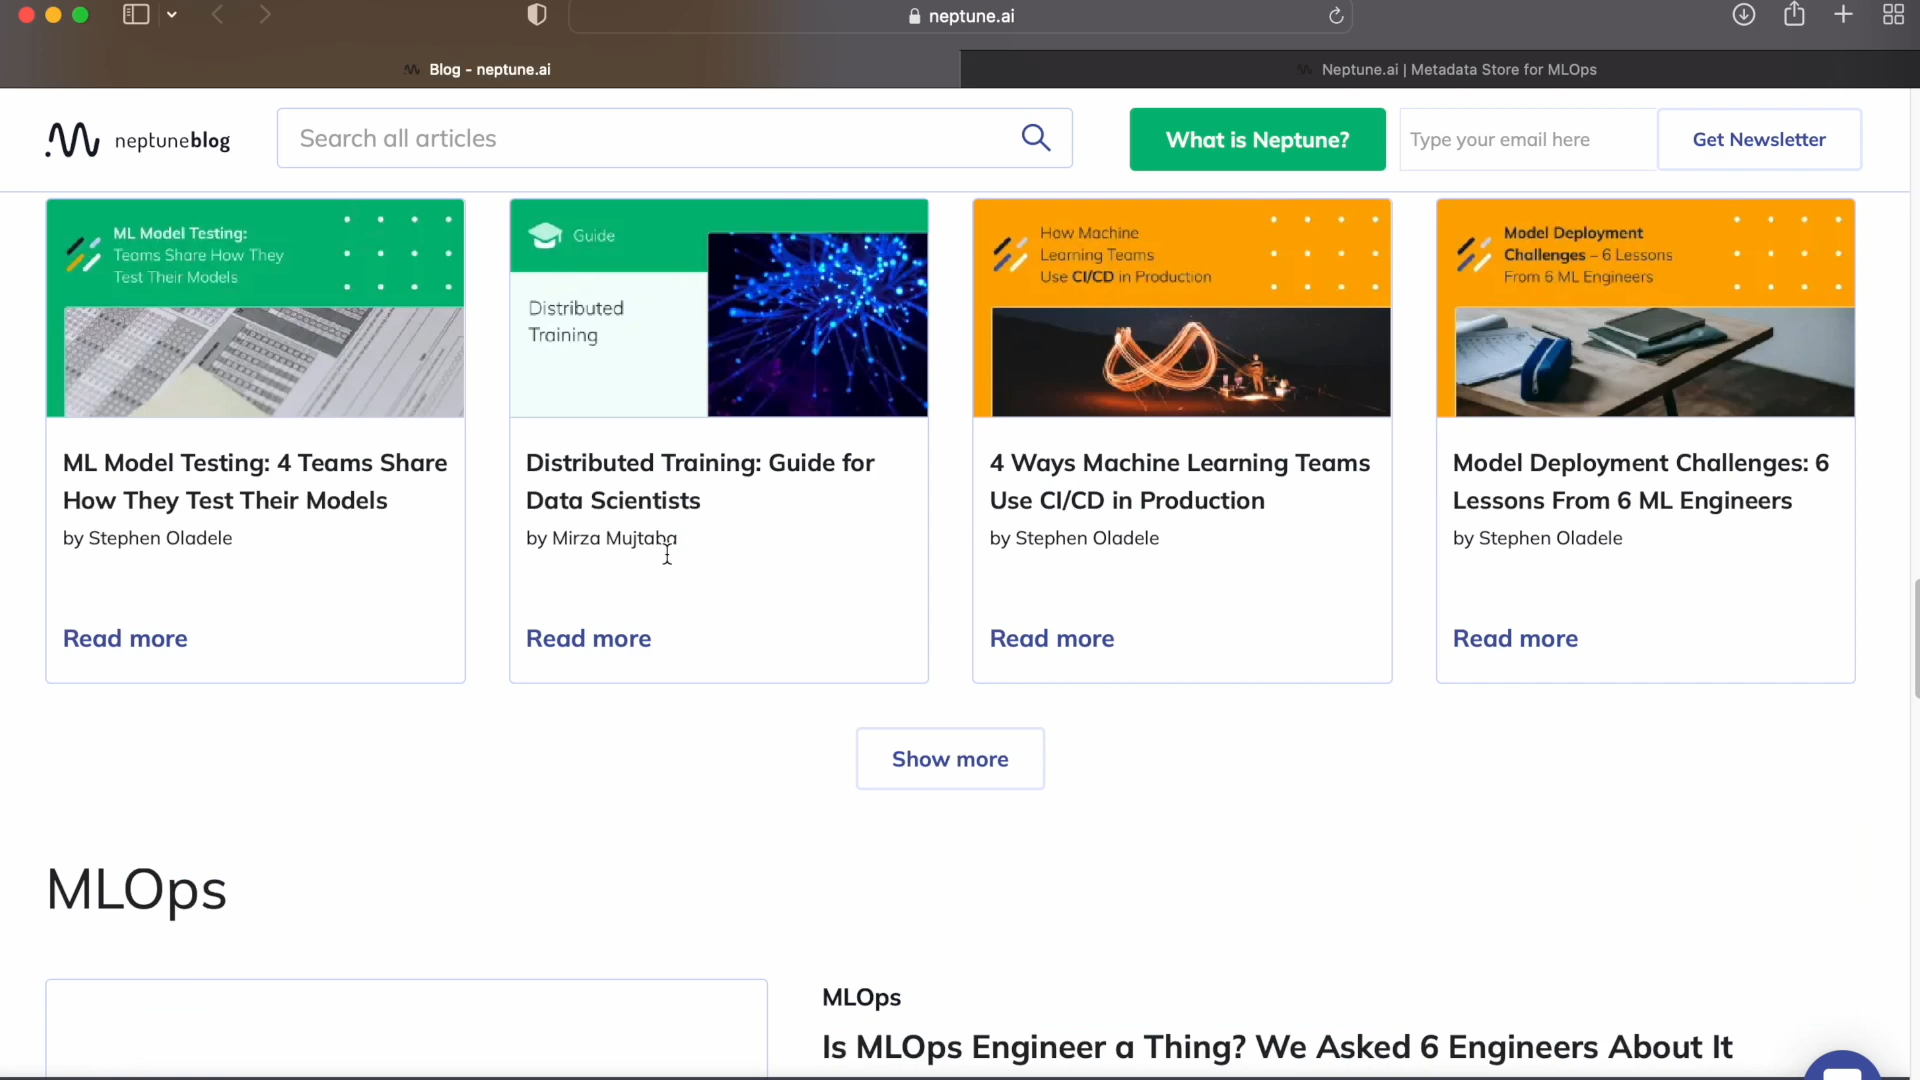 neptune.ai
Blog - neptune.ai
Neptune.ai | Metadata Store for MLOps
neptuneblog
Search all articles
What is Neptune?
Type your email here
Get Newsletter
ML Model Testing:
Teams Share How They
Test Their Models
Guide
Distributed
Training
How Machine
Learning Teams
Use CI/CD in Production
Model Deployment
Challenges – 6 Lessons
From 6 ML Engineers
ML Model Testing: 4 Teams Share
How They Test Their Models
by Stephen Oladele
Read more
Distributed Training: Guide for
Data Scientists
by Mirza Mujtaba
Read more
4 Ways Machine Learning Teams
Use CI/CD in Production
by Stephen Oladele
Read more
Model Deployment Challenges: 6
Lessons From 6 ML Engineers
by Stephen Oladele
Read more
Show more
MLOps
MLOps
Is MLOps Engineer a Thing? We Asked 6 Engineers About It